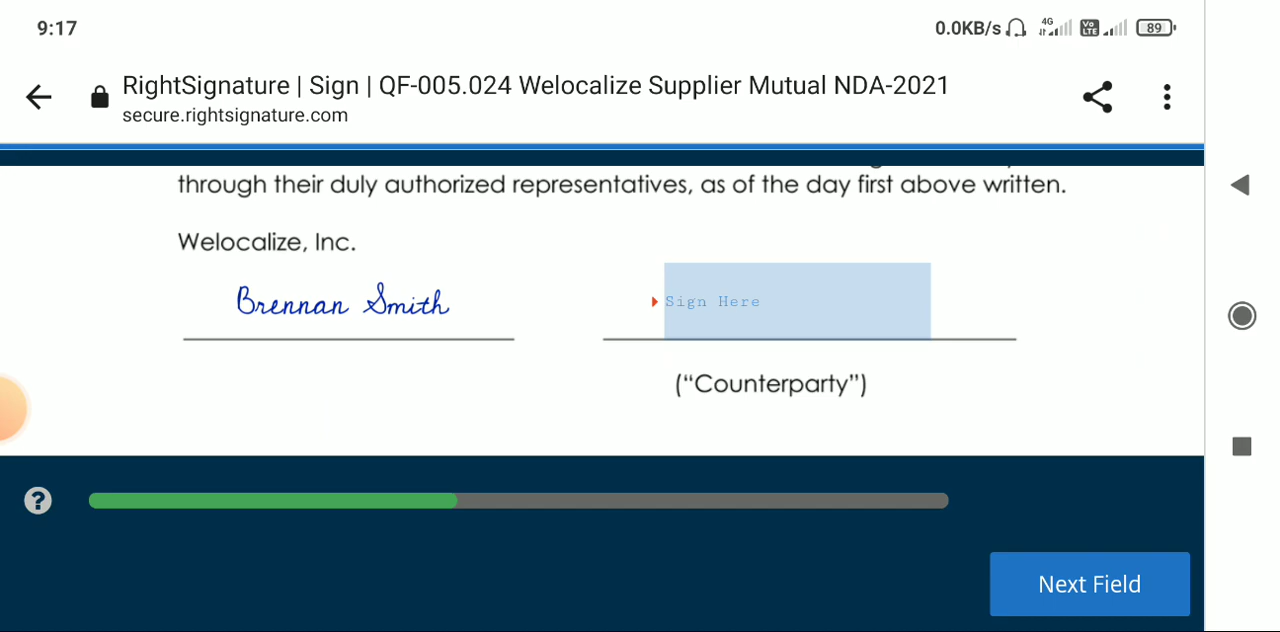 9:17
0.0KB/s 4G Vo LTE 89
RightSignature | Sign | QF-005.024 Welocalize Supplier Mutual NDA-2021
secure.rightsignature.com
through their duly authorized representatives, as of the day first above written.
Welocalize, Inc.
Brennan Smith
Sign Here
(“Counterparty”)
?
Next Field